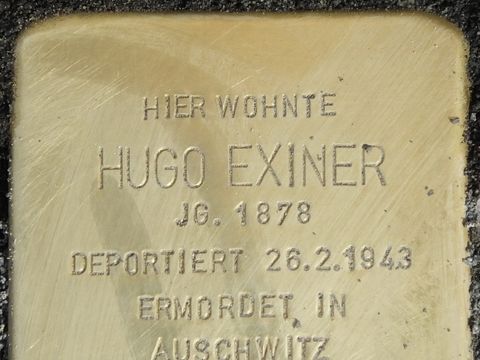 HIER WOHNTE
HUGO EXINER
JG. 1878
DEPORTIERT 26.2.1943
ERMORDET IN
AUSCHWITZ